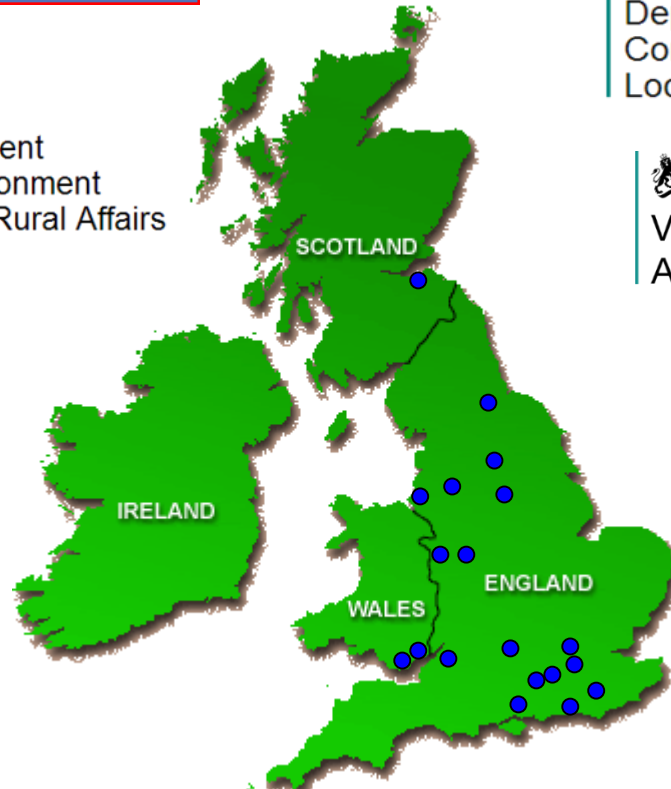 De
Co
Loc
ent
onment
Rural Affairs
V
A
SCOTLAND
IRELAND
ENGLAND
WALES